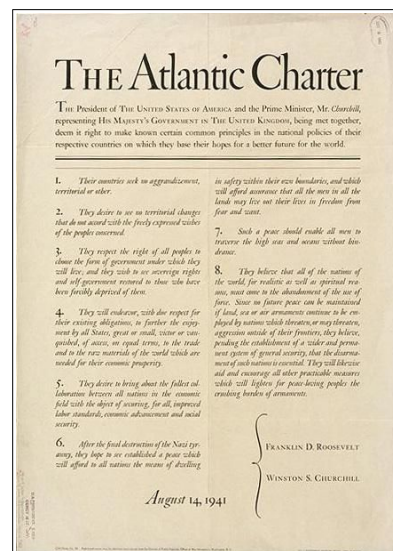 THE Atlantic Charter
THE President of THE UNITED STATES OF AMERICA and the Prime Minister, Mr. Churchill,
representing HIS MAJESTY'S GOVERNMENT IN THE UNITED KINGDOM, being met together,
deem it right to make known certain common principles in the national policies of their
respective countries on which they base their hopes for a better future for the world.
1. Their countries seek no aggrandizement,
territorial or other.
2. They desire to see no territorial changes
that do not accord with the freely expressed wishes
of the peoples concerned.
3. They respect the right of all peoples to
choose the form of government under which they
will live; and they wish to see sovereign rights
and self-government restored to those who have
been forcibly deprived of them.
4. They will endeavor, with due respect for
their existing obligations, to further the enjoy-
ment by all States, great or small, victor or van-
quished, of access, on equal terms, to the trade
and to the raw materials of the world which are
needed for their economic prosperity.
5. They desire to bring about the fullest col-
laboration between all nations in the economic
field with the object of securing, for all, improved
labor standards, economic advancement and social
security.
6. After the final destruction of the Nazi tyr-
anny, they hope to see established a peace which
will afford to all nations the means of dwelling
in safety within their own boundaries, and which
will afford assurance that all the men in all the
lands may live out their lives in freedom from
fear and want.
7. Such a peace should enable all men to
traverse the high seas and oceans without hin-
drance.
8. They believe that all of the nations of
the world, for realistic as well as spiritual rea-
sons, must come to the abandonment of the use of
force. Since no future peace can be maintained
if land, sea or air armaments continue to be em-
ployed by nations which threaten, or may threaten,
aggression outside of their frontiers, they believe,
pending the establishment of a wider and perma-
nent system of general security, that the disarma-
ment of such nations is essential. They will likewise
aid and encourage all other practicable measures
which will lighten for peace-loving peoples the
crushing burden of armaments.
FRANKLIN D. ROOSEVELT
WINSTON S. CHURCHILL
August 14, 1941